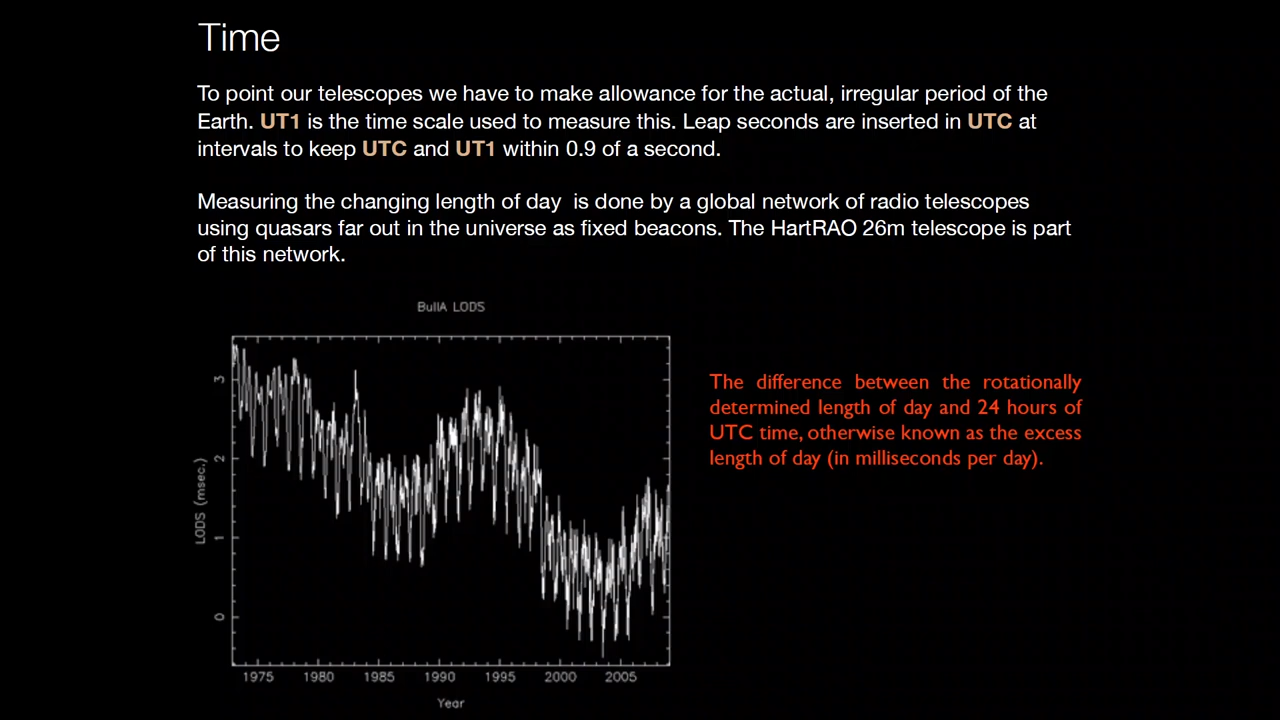 Time
To point our telescopes we have to make allowance for the actual, irregular period of the
Earth. UT1 is the time scale used to measure this. Leap seconds are inserted in UTC at
intervals to keep UTC and UT1 within 0.9 of a second.
Measuring the changing length of day  is done by a global network of radio telescopes
using quasars far out in the universe as fixed beacons. The HartRAO 26m telescope is part
of this network.
BullA LODS
3
2
1
0
LODS (msec.)
1975 1980 1985 1990 1995 2000 2005
Year
The difference between the rotationally
determined length of day and 24 hours of
UTC time, otherwise known as the excess
length of day (in milliseconds per day).